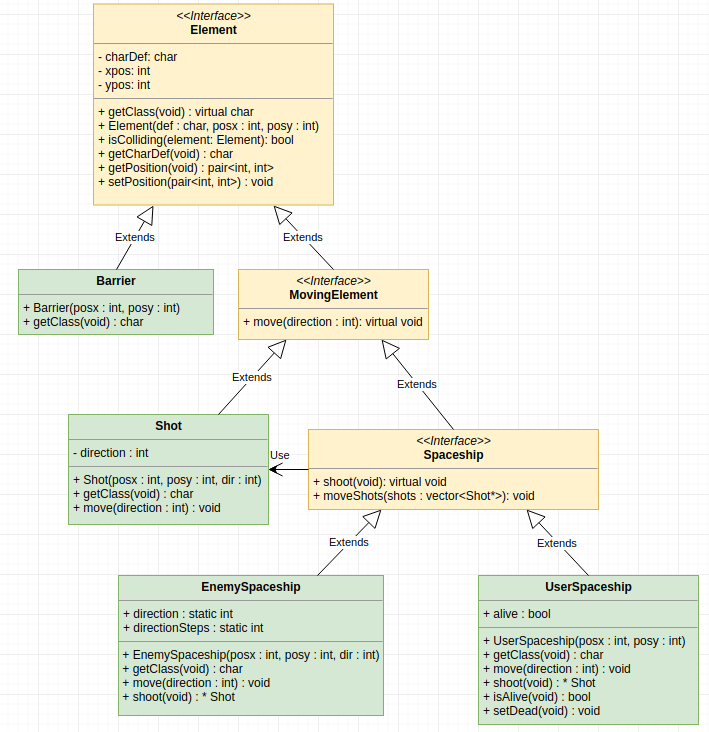 <<Interface>>
Element
- charDef: char
- xpos: int
- ypos: int
+ getClass(void) : virtual char
+ Element(def : char, posx : int, posy : int)
+ isColliding(element: Element): bool
+ getCharDef(void) : char
+ getPosition(void) : pair<int, int>
+ setPosition(pair<int, int>) : void
Extends
Extends
Barrier
+ Barrier(posx : int, posy : int)
+ getClass(void) : char
<<Interface>>
MovingElement
+ move(direction : int): virtual void
Extends
Extends
Shot
- direction : int
+ Shot(posx : int, posy : int, dir : int)
+ getClass(void) : char
+ move(direction : int) : void
Use
<<Interface>>
Spaceship
+ shoot(void): virtual void
+ moveShots(shots : vector<Shot*>): void
Extends
Extends
EnemySpaceship
+ direction : static int
+ directionSteps : static int
+ EnemySpaceship(posx : int, posy : int, dir : int)
+ getClass(void) : char
+ move(direction : int) : void
+ shoot(void) : * Shot
UserSpaceship
+ alive : bool
+ UserSpaceship(posx : int, posy : int)
+ getClass(void) : char
+ move(direction : int) : void
+ shoot(void) : * Shot
+ isAlive(void) : bool
+ setDead(void) : void